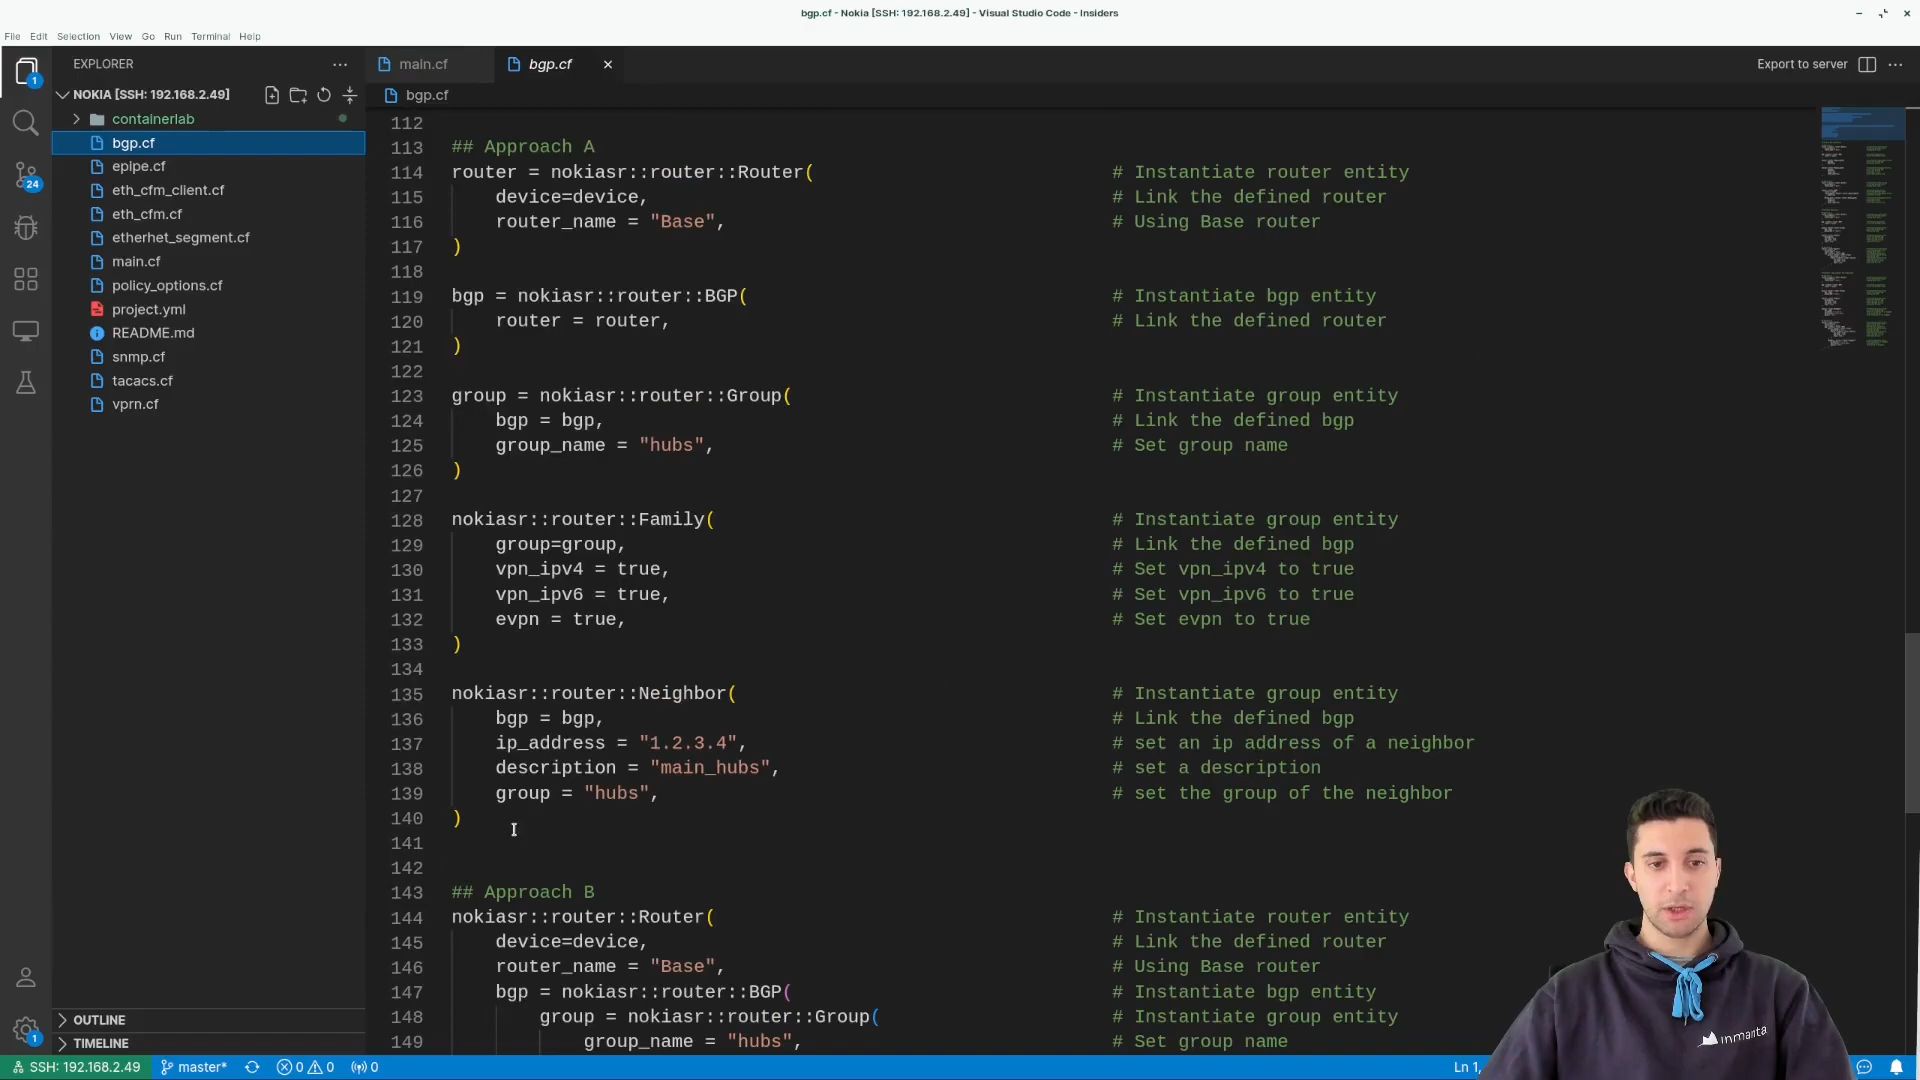 bgp.cf - Nokia [SSH: 192.168.2.49] - Visual Studio Code - Insiders
File Edit Selection View Go Run Terminal Help
EXPLORER
main.cf
bgp.cf
Export to server
NOKIA [SSH: 192.168.2.49]
bgp.cf
containerlab
bgp.cf
epipe.cf
eth_cfm_client.cf
eth_cfm.cf
etherhet_segment.cf
main.cf
policy_options.cf
project.yml
README.md
snmp.cf
tacacs.cf
vprn.cf
1
24
112
113 ## Approach A
114 router = nokiasr::router::Router( # Instantiate router entity
115 device=device, # Link the defined router
116 router_name = "Base", # Using Base router
117 )
118
119 bgp = nokiasr::router::BGP( # Instantiate bgp entity
120 router = router, # Link the defined router
121 )
122
123 group = nokiasr::router::Group( # Instantiate group entity
124 bgp = bgp, # Link the defined bgp
125 group_name = "hubs", # Set group name
126 )
127
128 nokiasr::router::Family( # Instantiate group entity
129 group=group, # Link the defined bgp
130 vpn_ipv4 = true, # Set vpn_ipv4 to true
131 vpn_ipv6 = true, # Set vpn_ipv6 to true
132 evpn = true, # Set evpn to true
133 )
134
135 nokiasr::router::Neighbor( # Instantiate group entity
136 bgp = bgp, # Link the defined bgp
137 ip_address = "1.2.3.4", # set an ip address of a neighbor
138 description = "main_hubs", # set a description
139 group = "hubs", # set the group of the neighbor
140 )
141
142
143 ## Approach B
144 nokiasr::router::Router( # Instantiate router entity
145 device=device, # Link the defined router
146 router_name = "Base", # Using Base router
147 bgp = nokiasr::router::BGP( # Instantiate bgp entity
148 group = nokiasr::router::Group( # Instantiate group entity
149 group_name = "hubs", # Set group name
OUTLINE
TIMELINE
1
inmanta
SSH: 192.168.2.49 master* 0 0 0 Ln 1,